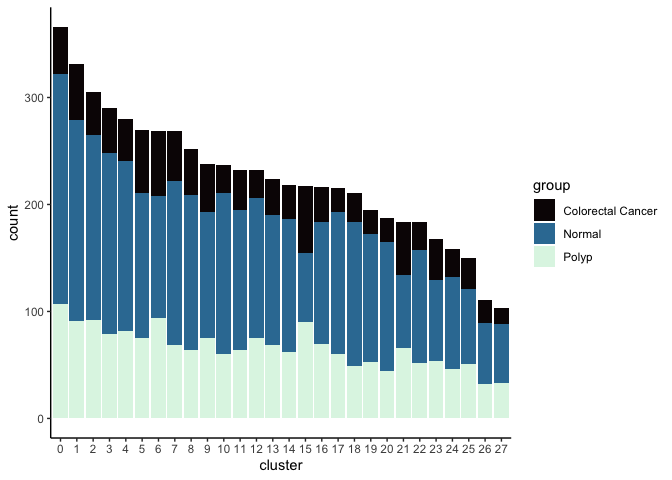 300
200
100
0
count
0 1 2 3 4 5 6 7 8 9 10 11 12 13 14 15 16 17 18 19 20 21 22 23 24 25 26 27
cluster
group
Colorectal Cancer
Normal
Polyp